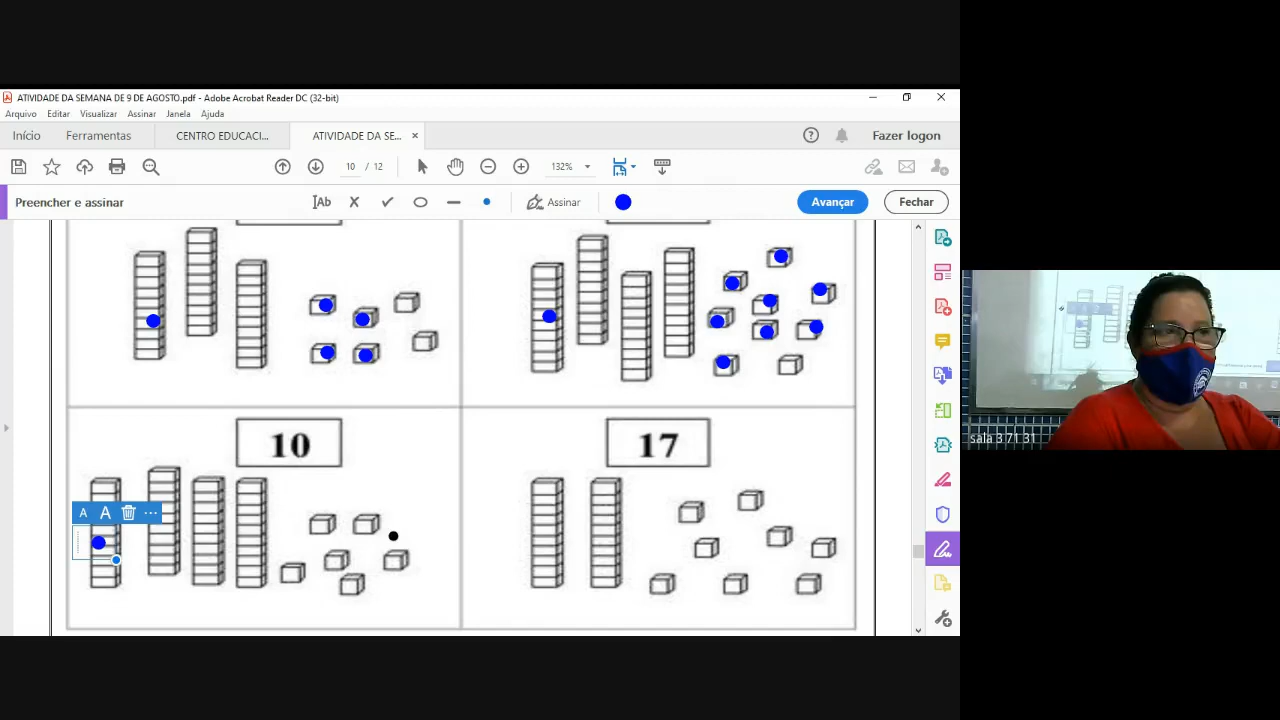 ATIVIDADE DA SEMANA DE 9 DE AGOSTO.pdf - Adobe Acrobat Reader DC (32-bit)
Arquivo Editar Visualizar Assinar Janela Ajuda
Início Ferramentas CENTRO EDUCACI... ATIVIDADE DA SE... × Fazer logon
10 / 12 132%
Preencher e assinar Ab Assinar Avançar Fechar
10 17
A A ...
sala 3 71 31